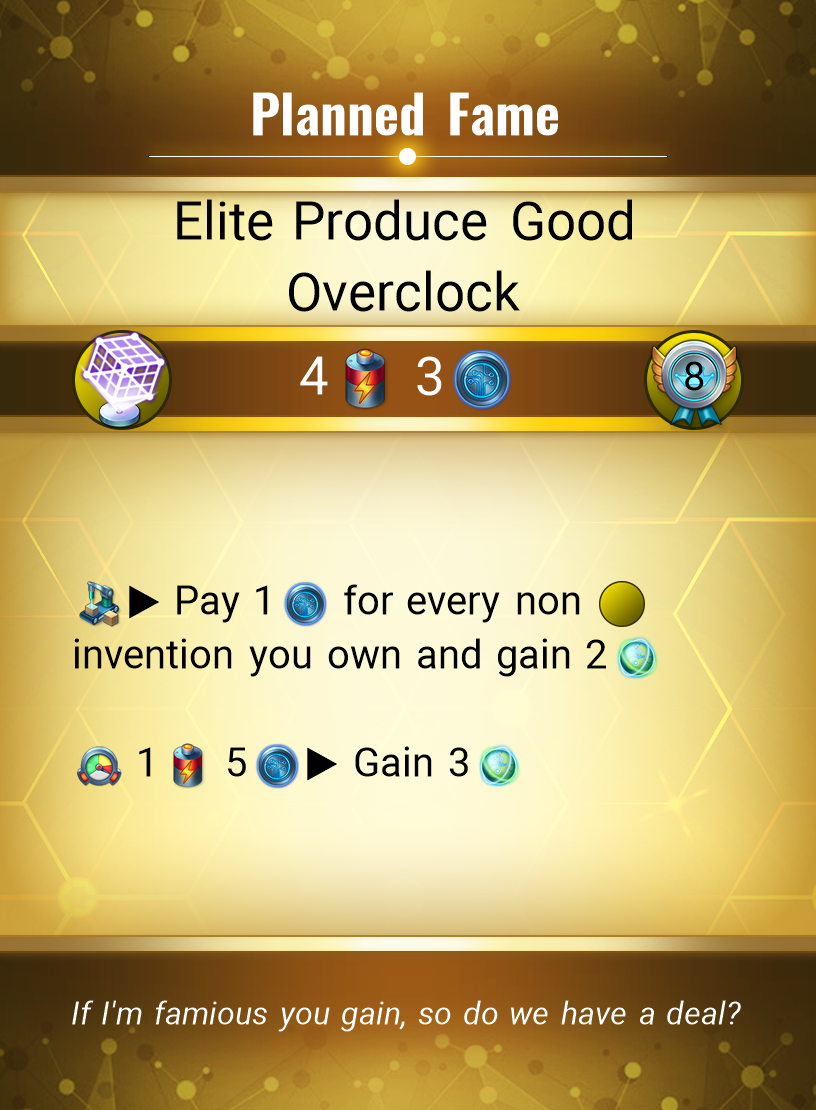 Planned Fame
Elite Produce Good
Overclock
4 3 8
▶ Pay 1 for every non
invention you own and gain 2
1 5 ▶ Gain 3
If I'm famious you gain, so do we have a deal?